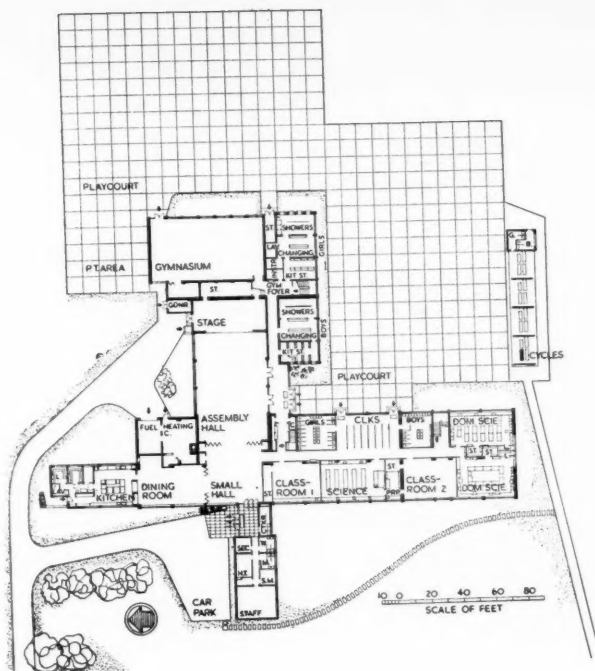 PLAYCOURT
P.T. AREA
GYMNASIUM
ST.
SHOWERS
LAV
CHANGING
INSTR.
GIRLS
KIT ST.
GYM
FOYER
ST.
GDNR
STAGE
SHOWERS
BOYS
CHANGING
KIT ST.
CYCLES
PLAYCOURT
ASSEMBLY
HALL
GIRLS
CLKS
BOYS
DOM SCIE
FUEL
HEATING
C.
ST.
ST.
KITCHEN
DINING
ROOM
SMALL
HALL
ST.
CLASS-
ROOM 1
SCIENCE
ST.
PRP
CLASS-
ROOM 2
DOM SCIE
SEC.
H.T.
S.M.
STAFF
CAR
PARK
10 0 20 40 60 80
SCALE OF FEET